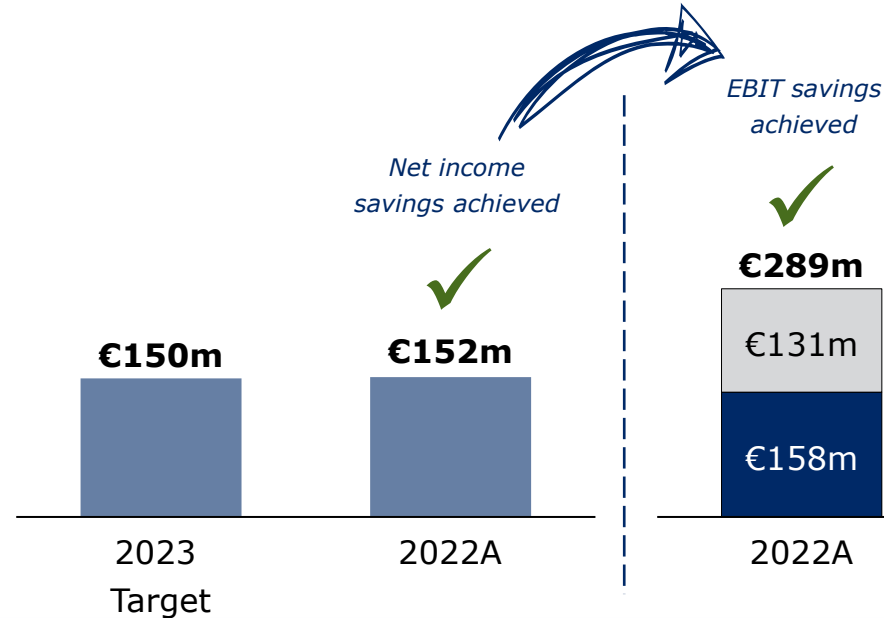 EBIT savings
achieved
Net income
savings achieved
€289m
€150m
€152m
€131m
€158m
2023
Target
2022A
2022A